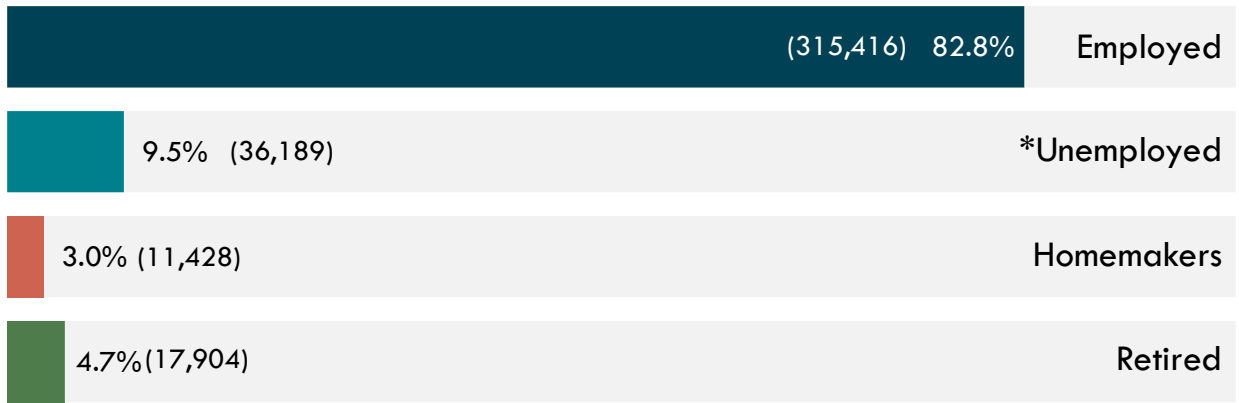 (315,416) 82.8% Employed
9.5% (36,189) *Unemployed
3.0% (11,428) Homemakers
4.7% (17,904) Retired